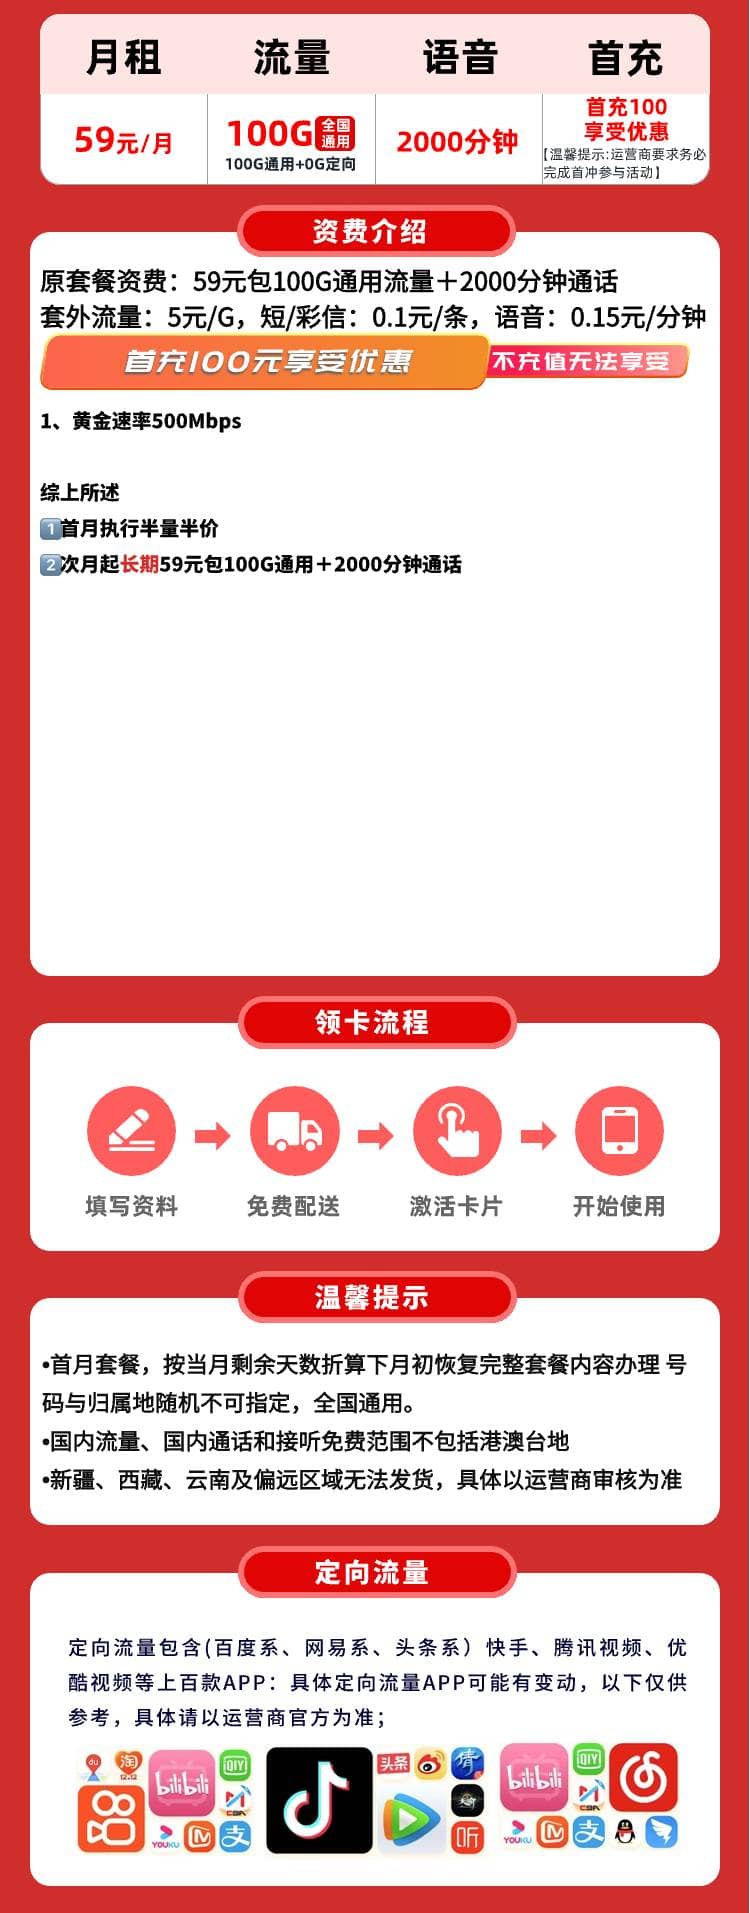 月租 流量 语音 首充
59元/月
100G全国通用
100G通用+0G定向
2000分钟
首充100
享受优惠
【温馨提示:运营商要求务必
完成首冲参与活动】
资费介绍
原套餐资费：59元包100G通用流量＋2000分钟通话
套外流量：5元/G，短/彩信：0.1元/条，语音：0.15元/分钟
首充100元享受优惠 不充值无法享受
1、黄金速率500Mbps
综上所述
1️⃣首月执行半量半价
2️⃣次月起长期59元包100G通用＋2000分钟通话
领卡流程
填写资料 免费配送 激活卡片 开始使用
温馨提示
•首月套餐，按当月剩余天数折算下月初恢复完整套餐内容办理 号
码与归属地随机不可指定，全国通用。
•国内流量、国内通话和接听免费范围不包括港澳台地
•新疆、西藏、云南及偏远区域无法发货，具体以运营商审核为准
定向流量
定向流量包含(百度系、网易系、头条系）快手、腾讯视频、优
酷视频等上百款APP：具体定向流量APP可能有变动，以下仅供
参考，具体请以运营商官方为准；
du 淘 12.12 bilibili QIY CBA YOUKU 支
头条 倩 听
bilibili QIY CBA YOUKU 支